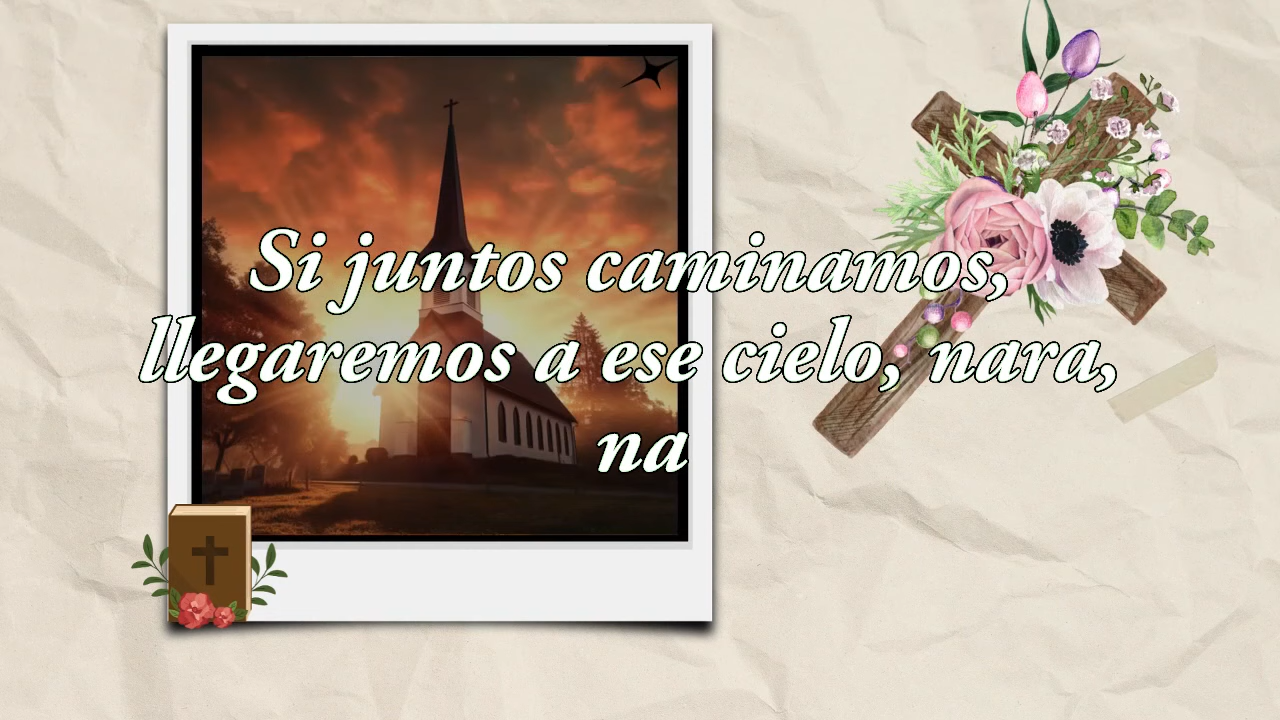 Si juntos caminamos,
llegaremos a ese cielo, nara,
na